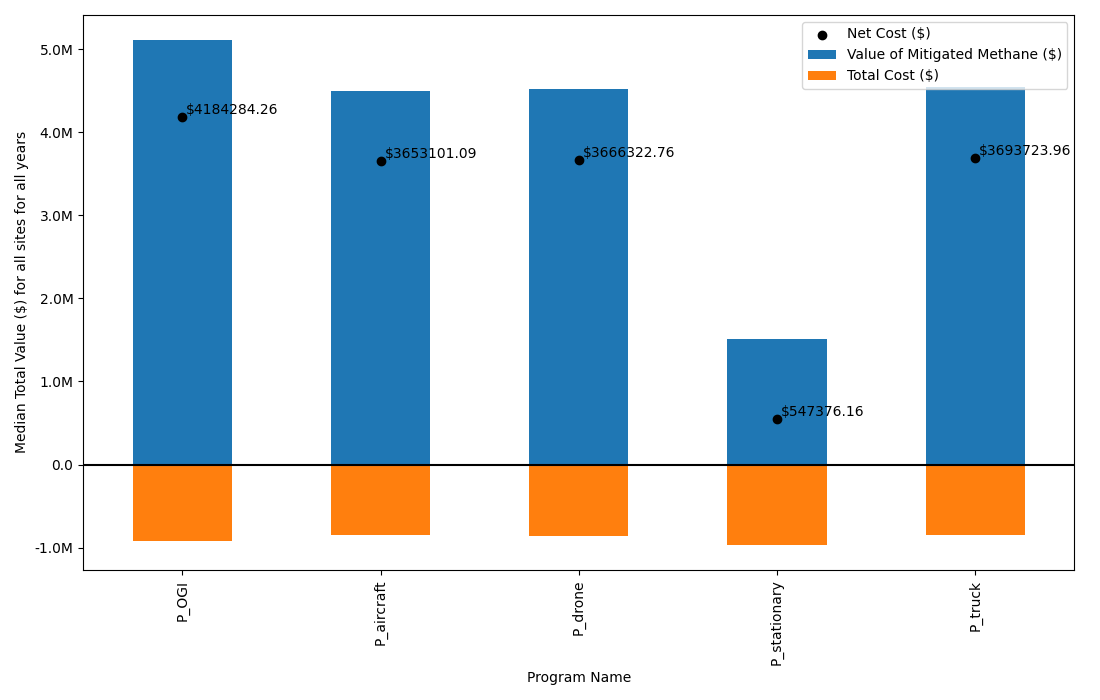 Net Cost ($)
Value of Mitigated Methane ($)
Total Cost ($)
Median Total Value ($) for all sites for all years
5.0M
4.0M
3.0M
2.0M
1.0M
0.0
-1.0M
$4184284.26
$3653101.09
$3666322.76
$547376.16
$3693723.96
P_OGI
P_aircraft
P_drone
P_stationary
P_truck
Program Name